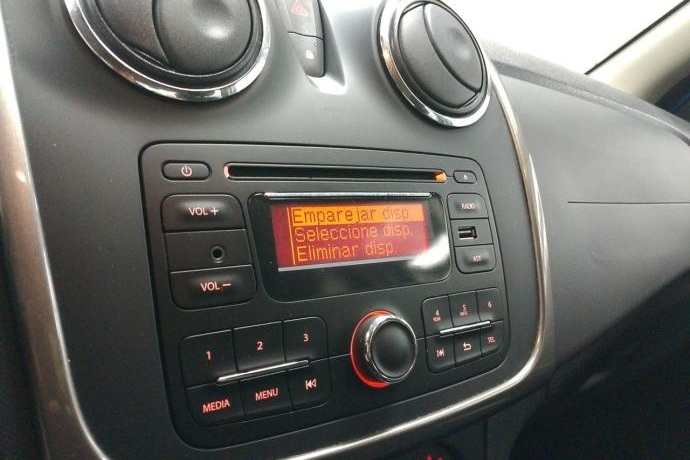 VOL +
VOL −
Emparejar disp
Seleccione disp.
Eliminar disp.
RADIO
AST
1
2
3
4
5
6
MEDIA
MENU
TEL